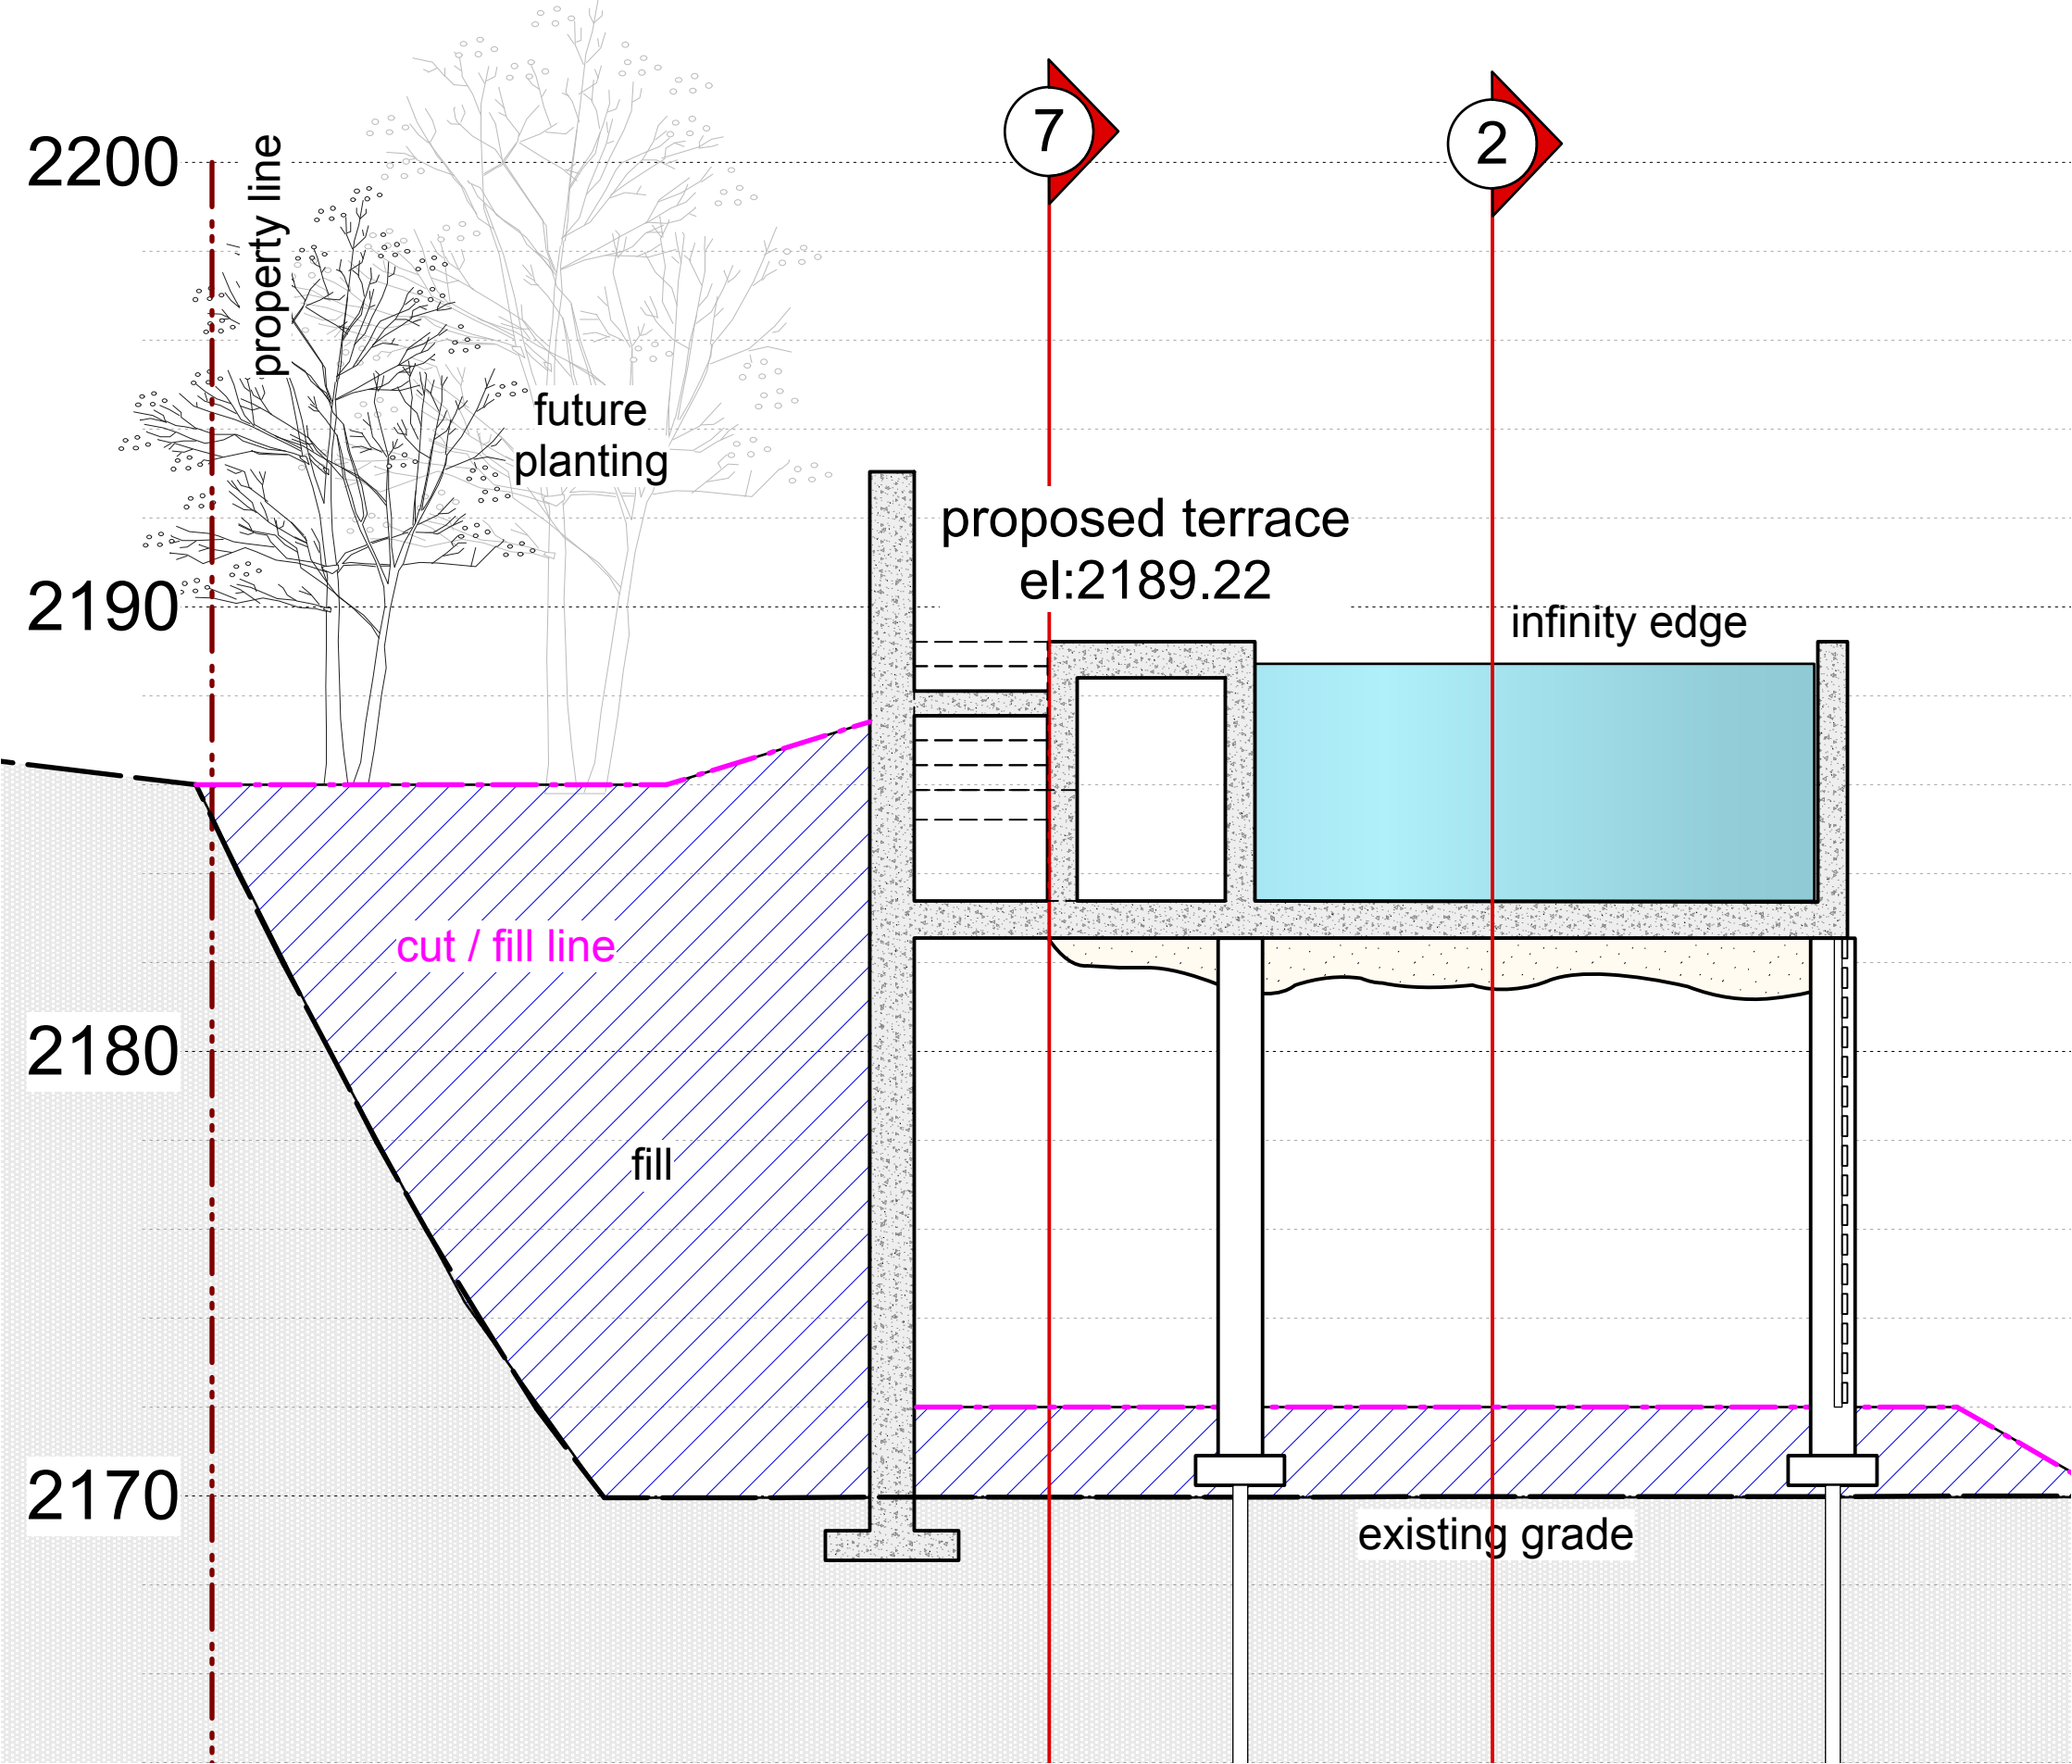 7
2
2200
property line
future
planting
proposed terrace
el:2189.22
2190
infinity edge
cut / fill line
2180
fill
2170
existing grade